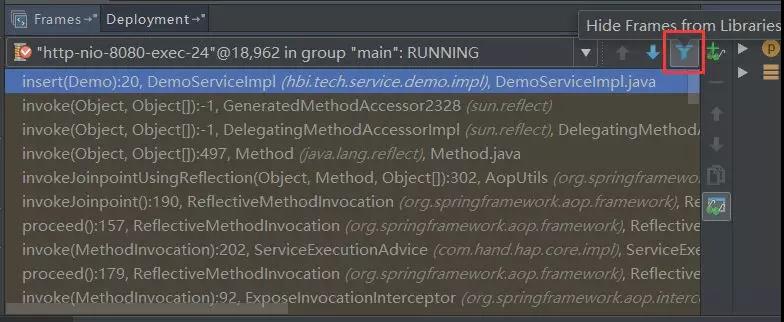 Frames→"
Deployment→"
Hide Frames from Libraries
"http-nio-8080-exec-24"@18,962 in group "main": RUNNING
insert(Demo):20, DemoServiceImpl (hbi.tech.service.demo.impl), DemoServiceImpl.java
invoke(Object, Object[]):-1, GeneratedMethodAccessor2328 (sun.reflect)
invoke(Object, Object[]):-1, DelegatingMethodAccessorImpl (sun.reflect), DelegatingMethodA
invoke(Object, Object[]):497, Method (java.lang.reflect), Method.java
invokeJoinpointUsingReflection(Object, Method, Object[]):302, AopUtils (org.springframework
invokeJoinpoint():190, ReflectiveMethodInvocation (org.springframework.aop.framework), Re
proceed():157, ReflectiveMethodInvocation (org.springframework.aop.framework), Reflective
invoke(MethodInvocation):202, ServiceExecutionAdvice (com.hand.hap.core.impl), ServiceExe
proceed():179, ReflectiveMethodInvocation (org.springframework.aop.framework), Reflective
invoke(MethodInvocation):92, ExposeInvocationInterceptor (org.springframework.aop.interc